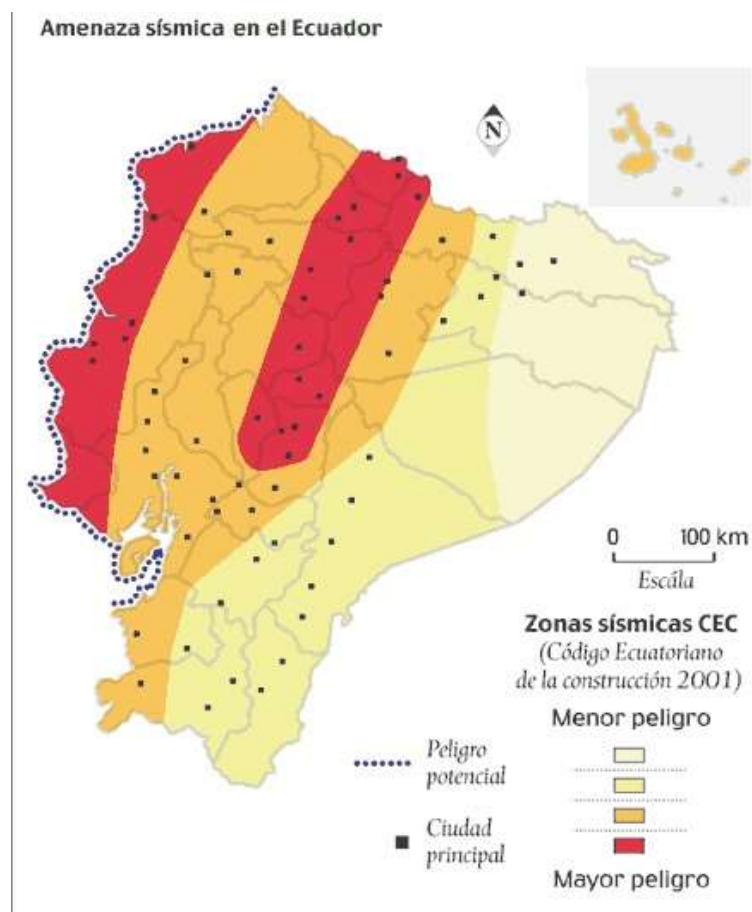 Amenaza sísmica en el Ecuador
N
0 100 km
Escála
Zonas sísmicas CEC
(Código Ecuatoriano
de la construcción 2001)
Menor peligro
Mayor peligro
Peligro
potencial
Ciudad
principal